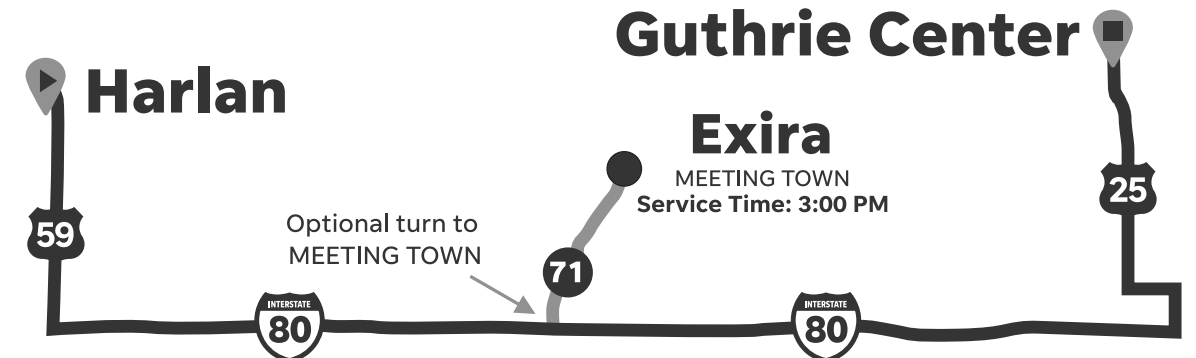 Guthrie Center
Harlan
Exira
MEETING TOWN
Service Time: 3:00 PM
25
59
Optional turn to
MEETING TOWN
71
INTERSTATE
80
INTERSTATE
80